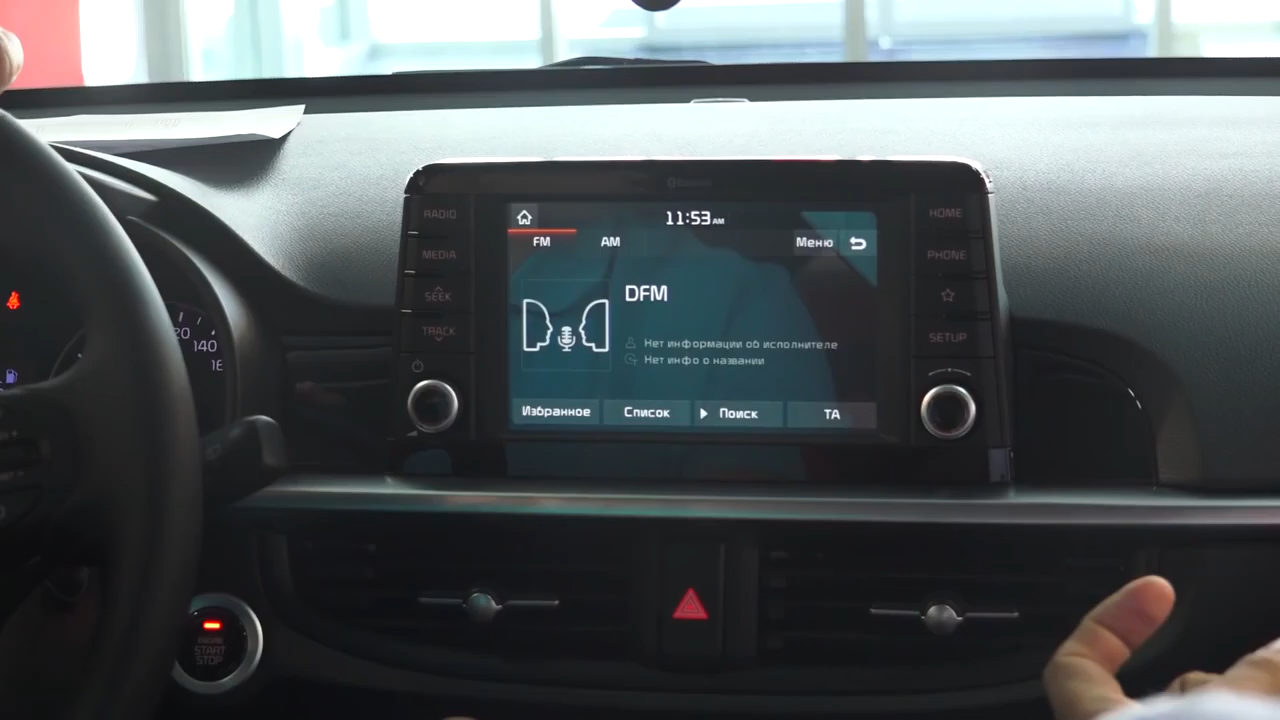 RADIO
MEDIA
SEEK
TRACK
11:53 AM
FM AM Меню
DFM
Нет информации об исполнителе
Нет инфо о названии
Избранное Список Поиск TA
HOME
PHONE
SETUP
20
140
START
STOP